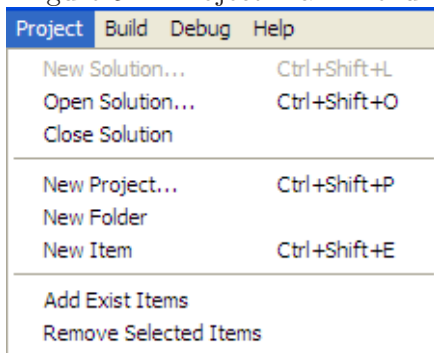 Project Build Debug Help
New Solution... Ctrl+Shift+L
Open Solution... Ctrl+Shift+O
Close Solution
New Project... Ctrl+Shift+P
New Folder
New Item Ctrl+Shift+E
Add Exist Items
Remove Selected Items